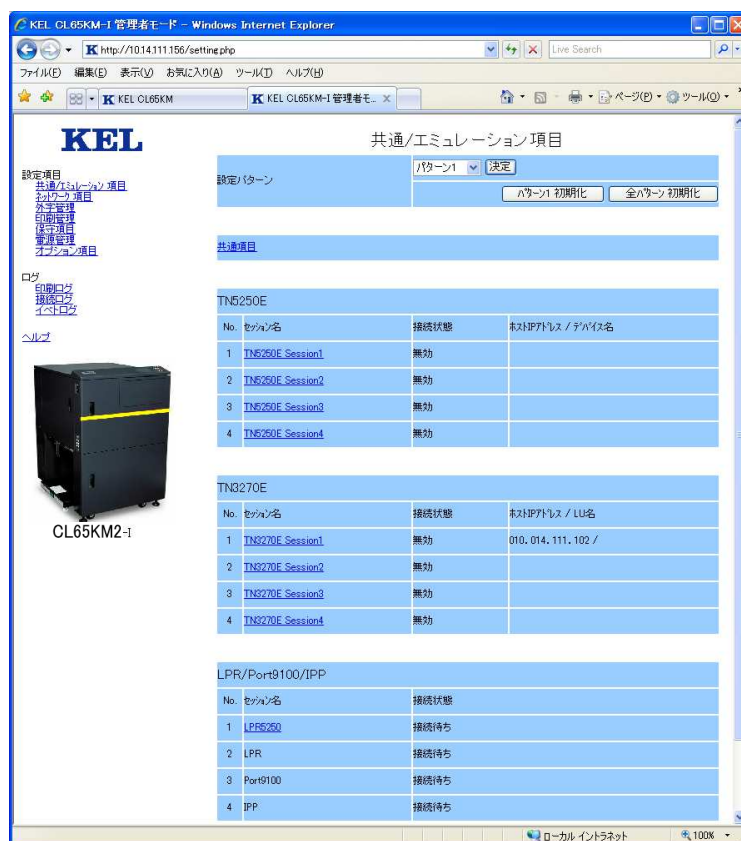 KEL CL65KM-I 管理者モード - Windows Internet Explorer
http://10.14.111.156/setting.php
Live Search
ファイル(F) 編集(E) 表示(V) お気に入り(A) ツール(T) ヘルプ(H)
KEL CL65KM
KEL CL65KM-I 管理者モ...
ページ(P) ツール(O)
KEL
共通/エミュレーション 項目
設定パターン
パターン1 決定
パターン1 初期化 全パターン 初期化
設定項目
共通/エミュレーション 項目
ネットワーク 項目
外字管理
印刷管理
保守項目
電源管理
オプション項目
ログ
印刷ログ
接続ログ
イベトログ
ヘルプ
CL65KM2-I
共通項目
TN5250E
No. セッション名 接続状態 ホストIPアドレス / デバイス名
1 TN5250E Session1 無効
2 TN5250E Session2 無効
3 TN5250E Session3 無効
4 TN5250E Session4 無効
TN3270E
No. セッション名 接続状態 ホストIPアドレス / LU名
1 TN3270E Session1 無効 010.014.111.102 /
2 TN3270E Session2 無効
3 TN3270E Session3 無効
4 TN3270E Session4 無効
LPR/Port9100/IPP
No. セッション名 接続状態
1 LPR5250 接続待ち
2 LPR 接続待ち
3 Port9100 接続待ち
4 IPP 接続待ち
ローカル イントラネット 100%